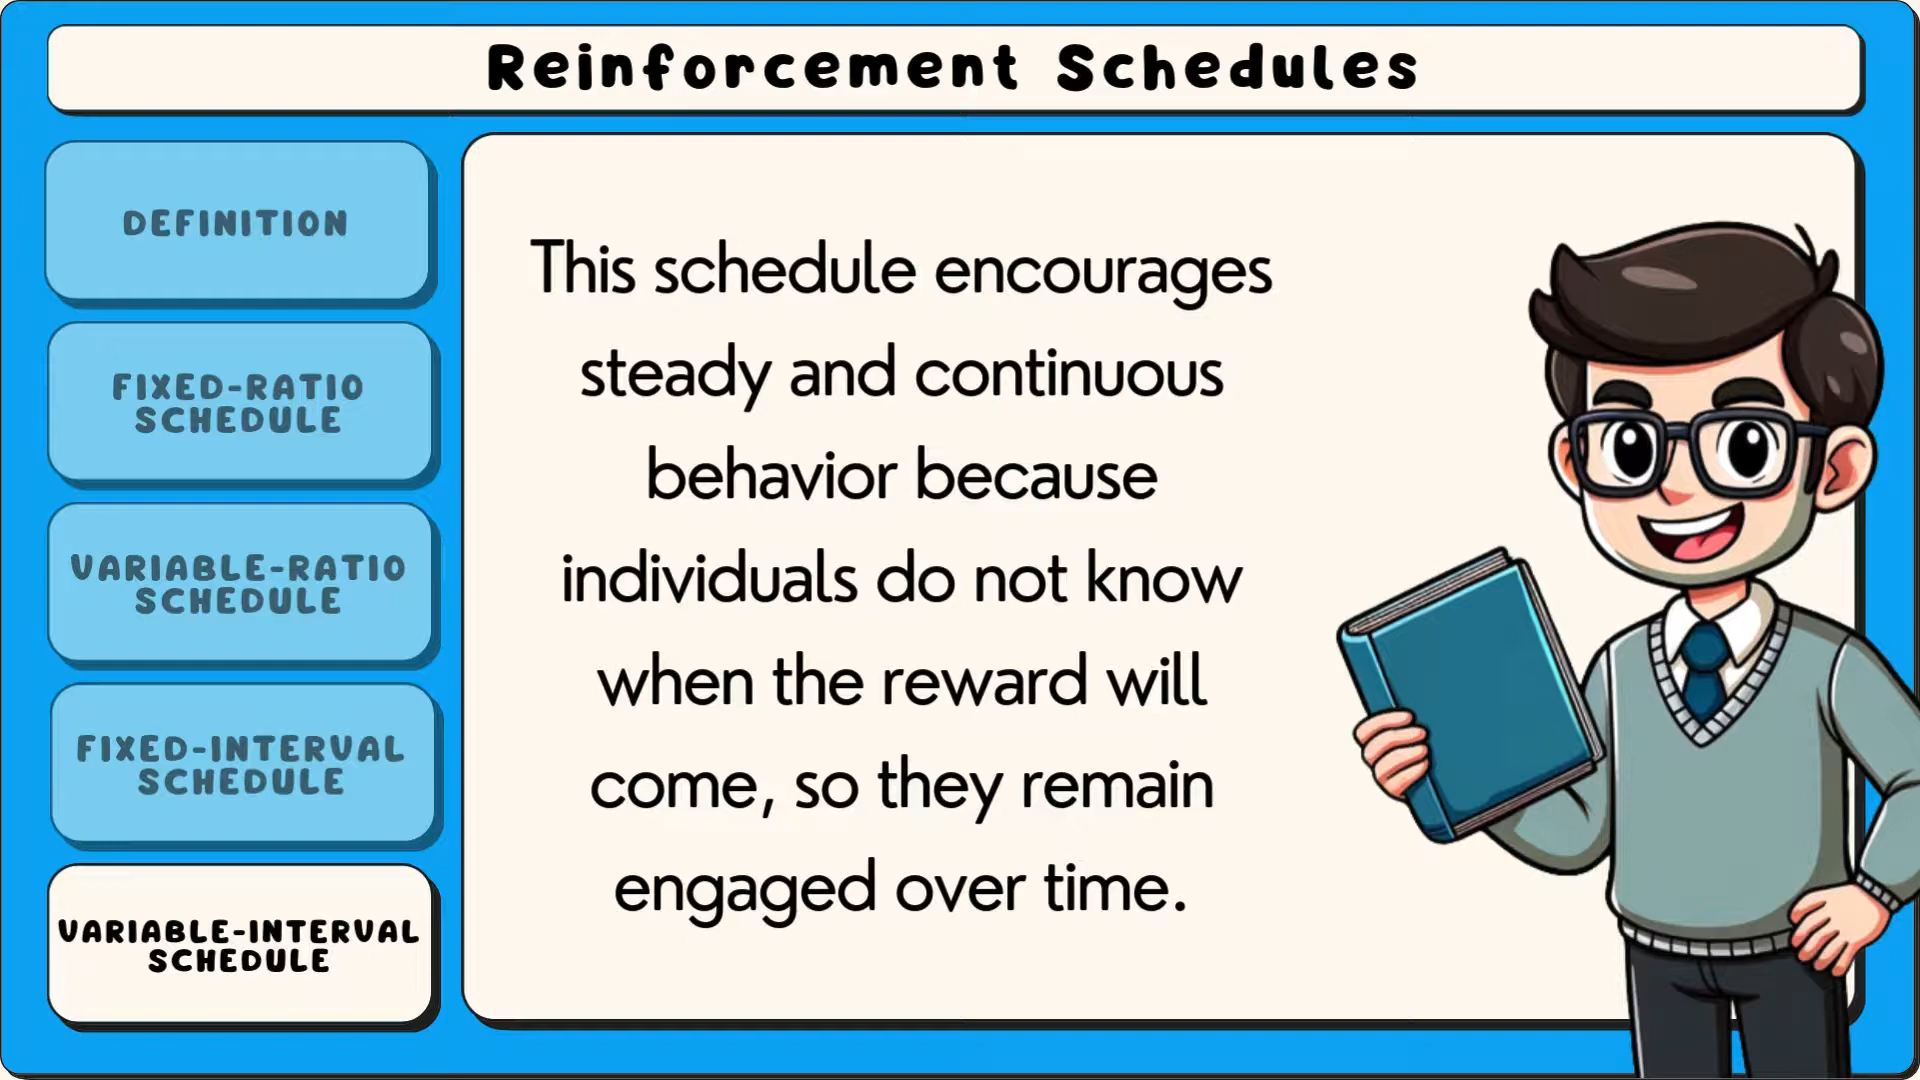 Reinforcement Schedules
DEFINITION
FIXED-RATIO
SCHEDULE
VARIABLE-RATIO
SCHEDULE
FIXED-INTERVAL
SCHEDULE
VARIABLE-INTERVAL
SCHEDULE
This schedule encourages
steady and continuous
behavior because
individuals do not know
when the reward will
come, so they remain
engaged over time.